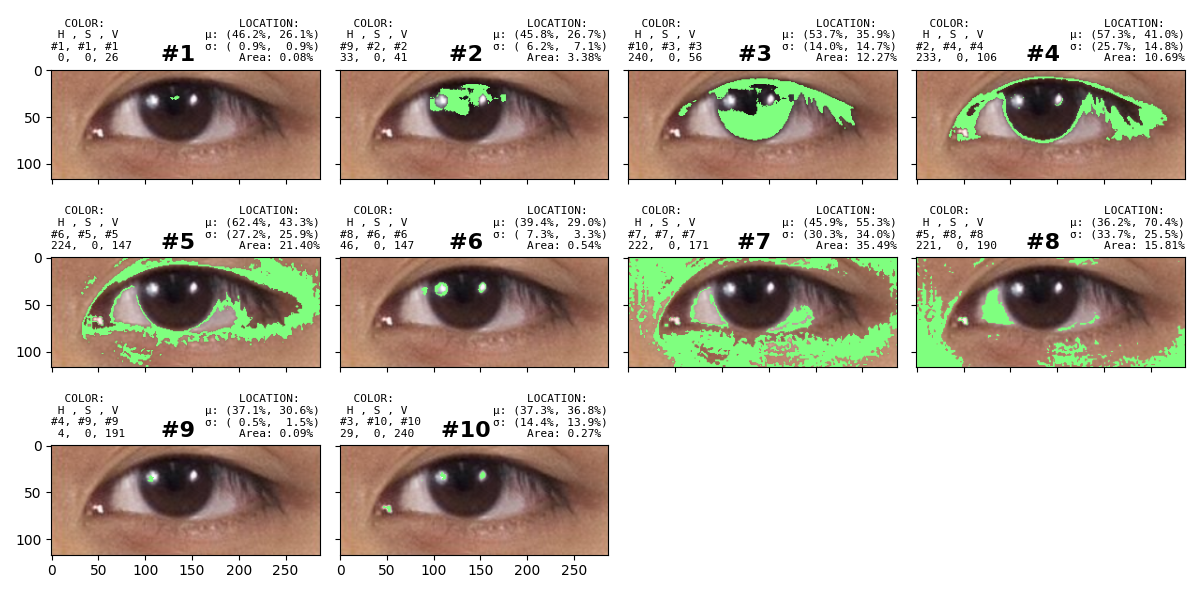 COLOR: LOCATION:
H , S , V μ: (46.2%, 26.1%)
#1, #1, #1 σ: ( 0.9%, 0.9%)
0, 0, 26 #1 Area: 0.08%
COLOR: LOCATION:
H , S , V μ: (45.8%, 26.7%)
#9, #2, #2 σ: ( 6.2%, 7.1%)
33, 0, 41 #2 Area: 3.38%
COLOR: LOCATION:
H , S , V μ: (53.7%, 35.9%)
#10, #3, #3 σ: (14.0%, 14.7%)
240, 0, 56 #3 Area: 12.27%
COLOR: LOCATION:
H , S , V μ: (57.3%, 41.0%)
#2, #4, #4 σ: (25.7%, 14.8%)
233, 0, 106 #4 Area: 10.69%
0
50
100
COLOR: LOCATION:
H , S , V μ: (62.4%, 43.3%)
#6, #5, #5 σ: (27.2%, 25.9%)
224, 0, 147 #5 Area: 21.40%
COLOR: LOCATION:
H , S , V μ: (39.4%, 29.0%)
#8, #6, #6 σ: ( 7.3%, 3.3%)
46, 0, 147 #6 Area: 0.54%
COLOR: LOCATION:
H , S , V μ: (45.9%, 55.3%)
#7, #7, #7 σ: (30.3%, 34.0%)
222, 0, 171 #7 Area: 35.49%
COLOR: LOCATION:
H , S , V μ: (36.2%, 70.4%)
#5, #8, #8 σ: (33.7%, 25.5%)
221, 0, 190 #8 Area: 15.81%
0
50
100
COLOR: LOCATION:
H , S , V μ: (37.1%, 30.6%)
#4, #9, #9 σ: ( 0.5%, 1.5%)
4, 0, 191 #9 Area: 0.09%
COLOR: LOCATION:
H , S , V μ: (37.3%, 36.8%)
#3, #10, #10 σ: (14.4%, 13.9%)
29, 0, 240 #10 Area: 0.27%
0
50
100
0 50 100 150 200 250
0 50 100 150 200 250